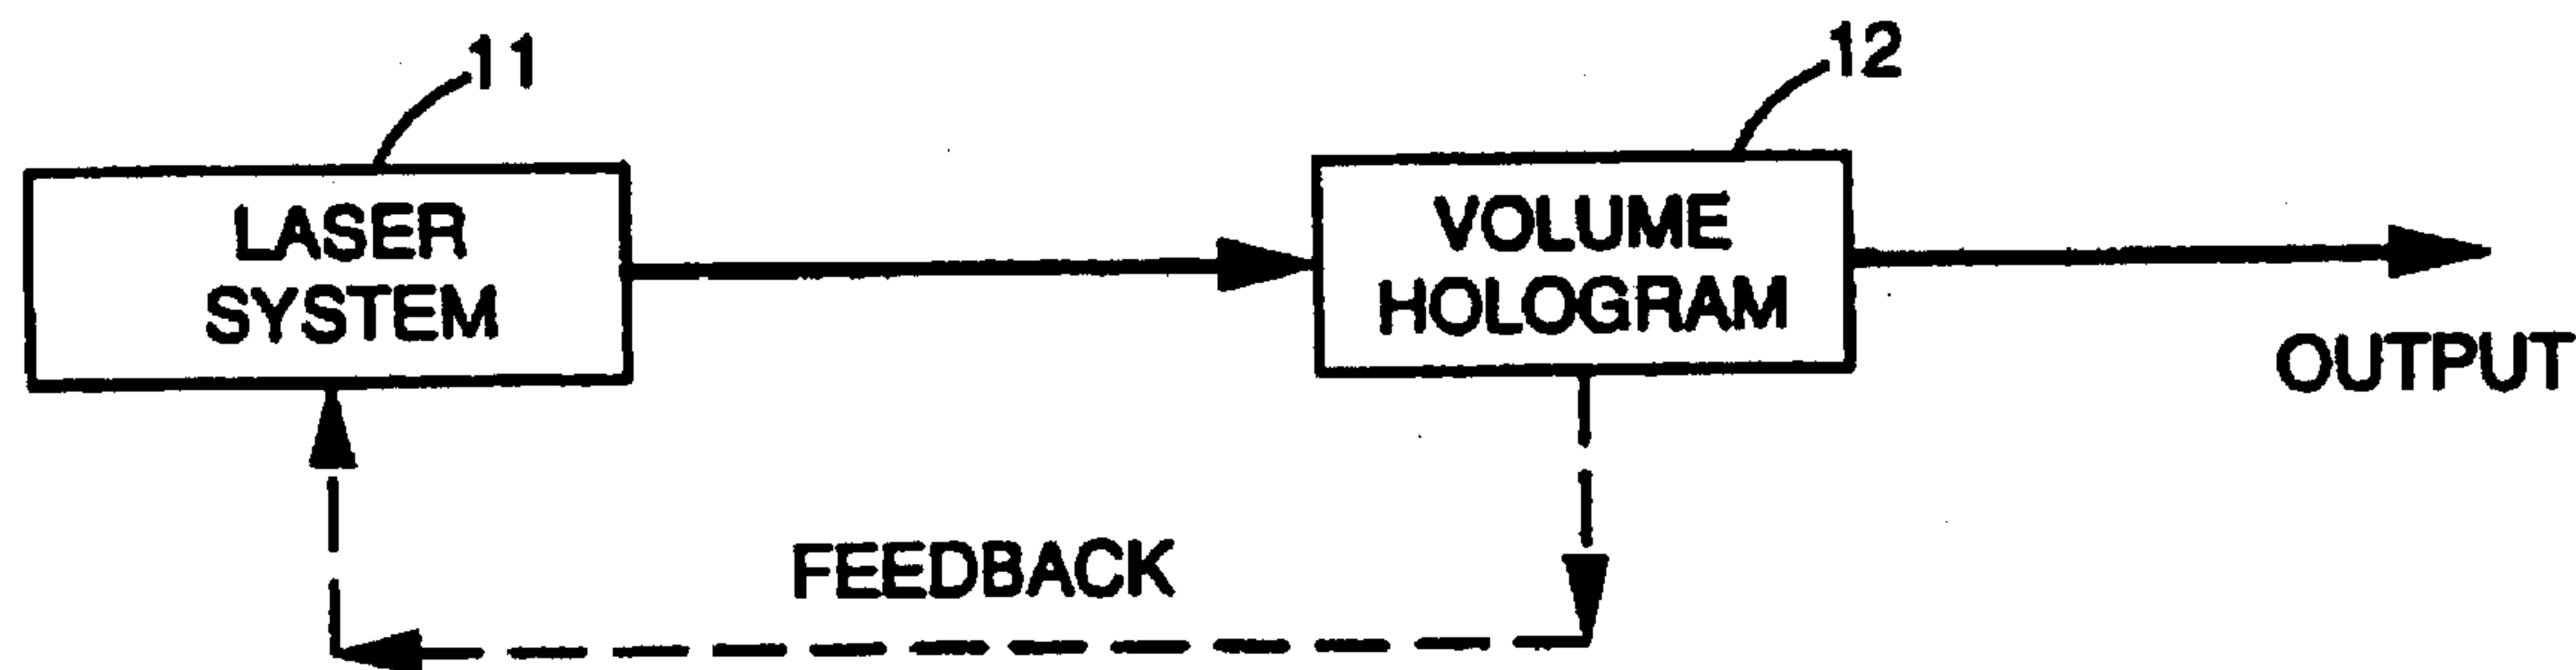 11
12
LASER
SYSTEM
VOLUME
HOLOGRAM
OUTPUT
FEEDBACK